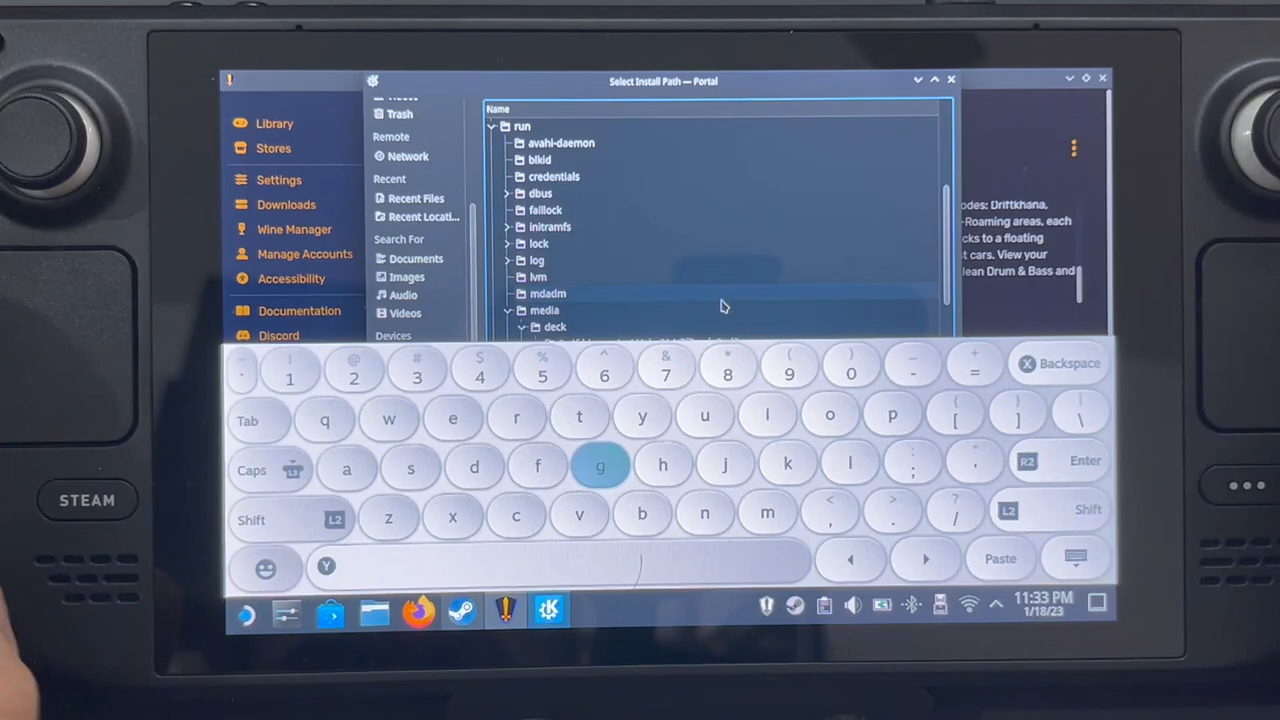 Select Install Path — Portal
Library
Stores
Settings
Downloads
Wine Manager
Manage Accounts
Accessibility
Documentation
Discord
Trash
Remote
Network
Recent
Recent Files
Recent Locati...
Search For
Documents
Images
Audio
Videos
Devices
Name
run
avahi-daemon
blkid
credentials
dbus
faillock
initramfs
lock
log
lvm
mdadm
media
deck
odes: Driftkhana,
-Roaming areas, each
cks to a floating
t cars. View your
lean Drum & Bass and
~ ! @ # $ % ^ & * ( ) _ +
` 1 2 3 4 5 6 7 8 9 0 - = X Backspace
Tab q w e r t y u i o p { [ } ] | \
Caps L3 a s d f g h j k l : ; " ' R2 Enter
Shift L2 z x c v b n m < , > . ? / L2 Shift
Y Paste
STEAM
11:33 PM
1/18/23